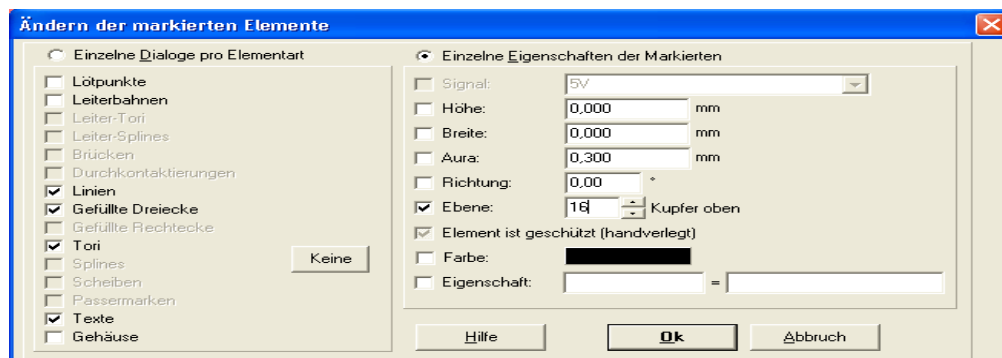 Ändern der markierten Elemente
Einzelne Dialoge pro Elementart
Lötpunkte
Leiterbahnen
Leiter-Tori
Leiter-Splines
Brücken
Durchkontaktierungen
Linien
Gefüllte Dreiecke
Gefüllte Rechtecke
Tori
Splines
Scheiben
Passermarken
Texte
Gehäuse
Keine
Einzelne Eigenschaften der Markierten
Signal: 5V
Höhe: 0,000 mm
Breite: 0,000 mm
Aura: 0,300 mm
Richtung: 0,00 °
Ebene: 16 Kupfer oben
Element ist geschützt (handverlegt)
Farbe:
Eigenschaft: =
Hilfe Ok Abbruch